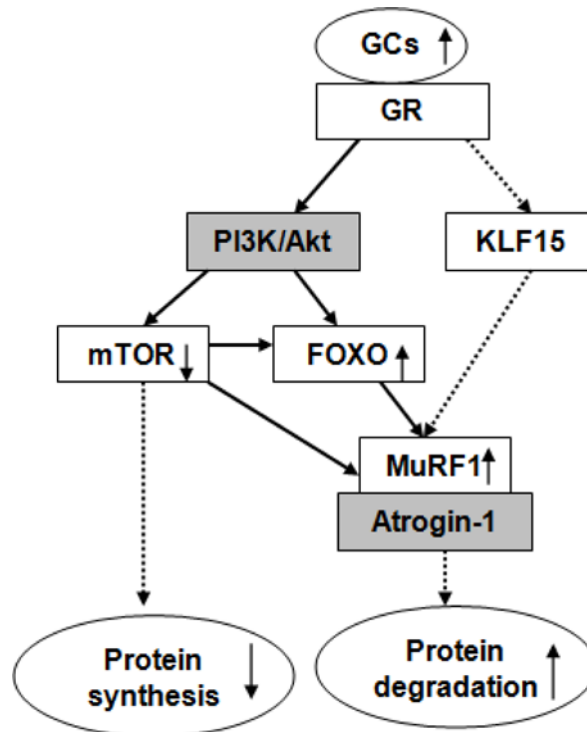 GCs
GR
PI3K/Akt
KLF15
mTOR
FOXO
MuRF1
Atrogin-1
Protein
synthesis
Protein
degradation